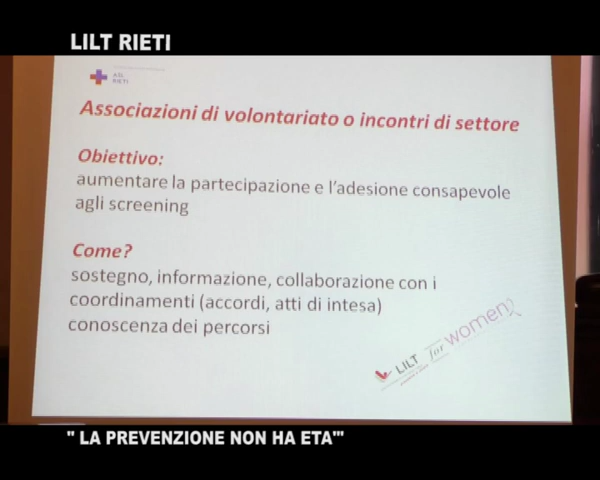 LILT RIETI
ASL
RIETI
Associazioni di volontariato o incontri di settore
Obiettivo:
aumentare la partecipazione e l'adesione consapevole
agli screening
Come?
sostegno, informazione, collaborazione con i
coordinamenti (accordi, atti di intesa)
conoscenza dei percorsi
LILT for women
" LA PREVENZIONE NON HA ETA'"